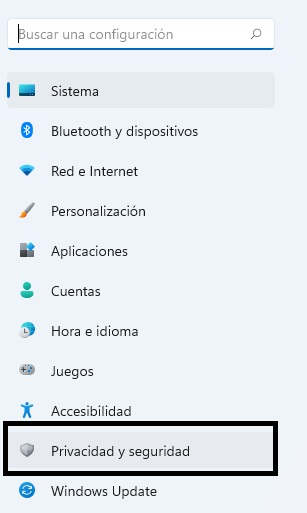 Buscar una configuración
Sistema
Bluetooth y dispositivos
Red e Internet
Personalización
Aplicaciones
Cuentas
Hora e idioma
Juegos
Accesibilidad
Privacidad y seguridad
Windows Update